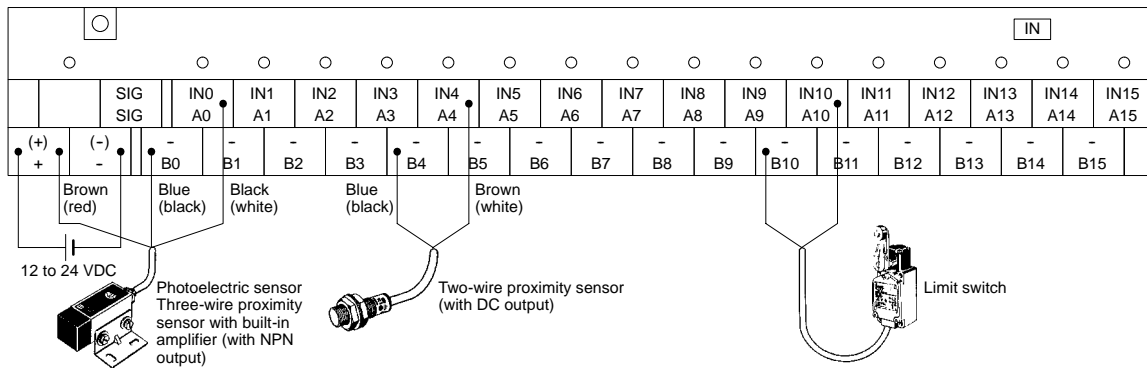 IN
SIG IN0 IN1 IN2 IN3 IN4 IN5 IN6 IN7 IN8 IN9 IN10 IN11 IN12 IN13 IN14 IN15
SIG A0 A1 A2 A3 A4 A5 A6 A7 A8 A9 A10 A11 A12 A13 A14 A15
(+) (-) - - - - - - - - - - - - - - - -
+ - B0 B1 B2 B3 B4 B5 B6 B7 B8 B9 B10 B11 B12 B13 B14 B15
Brown
(red)
Blue
(black)
Black
(white)
Blue
(black)
Brown
(white)
12 to 24 VDC
Photoelectric sensor
Three-wire proximity
sensor with built-in
amplifier (with NPN
output)
Two-wire proximity sensor
(with DC output)
Limit switch